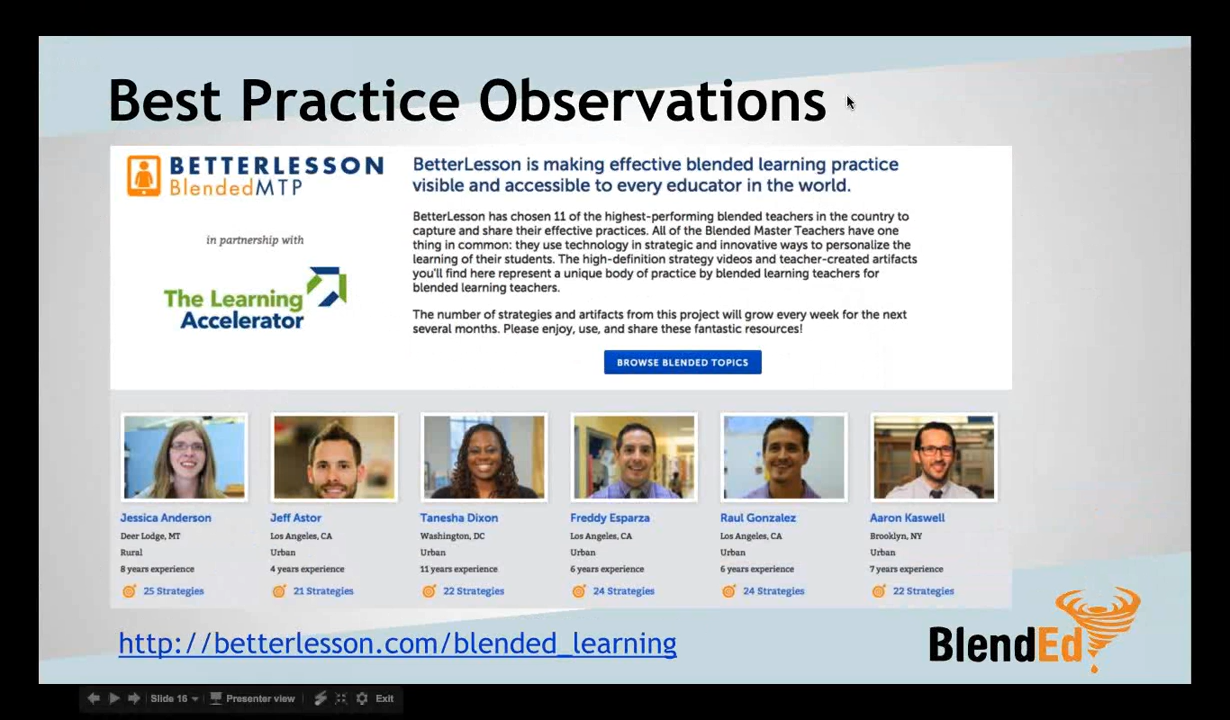 Best Practice Observations
BETTERLESSON
BlendedMTP
in partnership with
The Learning
Accelerator
BetterLesson is making effective blended learning practice
visible and accessible to every educator in the world.
BetterLesson has chosen 11 of the highest-performing blended teachers in the country to
capture and share their effective practices. All of the Blended Master Teachers have one
thing in common: they use technology in strategic and innovative ways to personalize the
learning of their students. The high-definition strategy videos and teacher-created artifacts
you'll find here represent a unique body of practice by blended learning teachers for
blended learning teachers.
The number of strategies and artifacts from this project will grow every week for the next
several months. Please enjoy, use, and share these fantastic resources!
BROWSE BLENDED TOPICS
Jessica Anderson
Deer Lodge, MT
Rural
8 years experience
25 Strategies
Jeff Astor
Los Angeles, CA
Urban
4 years experience
21 Strategies
Tanesha Dixon
Washington, DC
Urban
11 years experience
22 Strategies
Freddy Esparza
Los Angeles, CA
Urban
6 years experience
24 Strategies
Raul Gonzalez
Los Angeles, CA
Urban
6 years experience
24 Strategies
Aaron Kaswell
Brooklyn, NY
Urban
7 years experience
22 Strategies
http://betterlesson.com/blended_learning
BlendEd
Slide 16
Presenter view
Exit